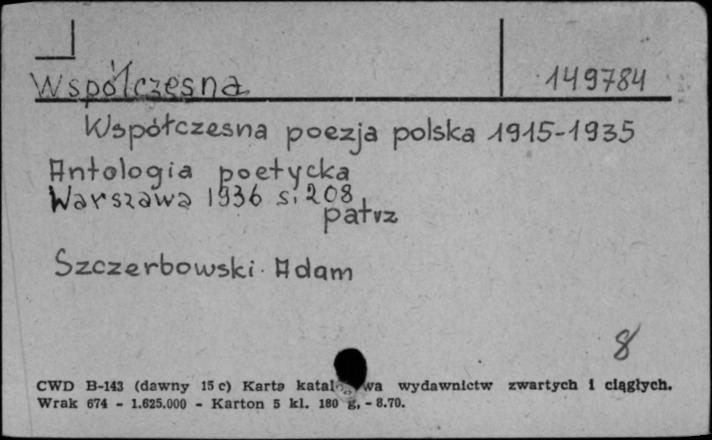 Współczesna 149784
Współczesna poezja polska 1915-1935
Antologia poetycka
Warszawa 1936 s. 208
patrz
Szczerbowski Adam
8
CWD B-143 (dawny 15 c) Karta wydawnictw zwartych i ciągłych.
Wrak 674 - 1.625.000 - Karton 5 kl. 180 g. - 8.70.